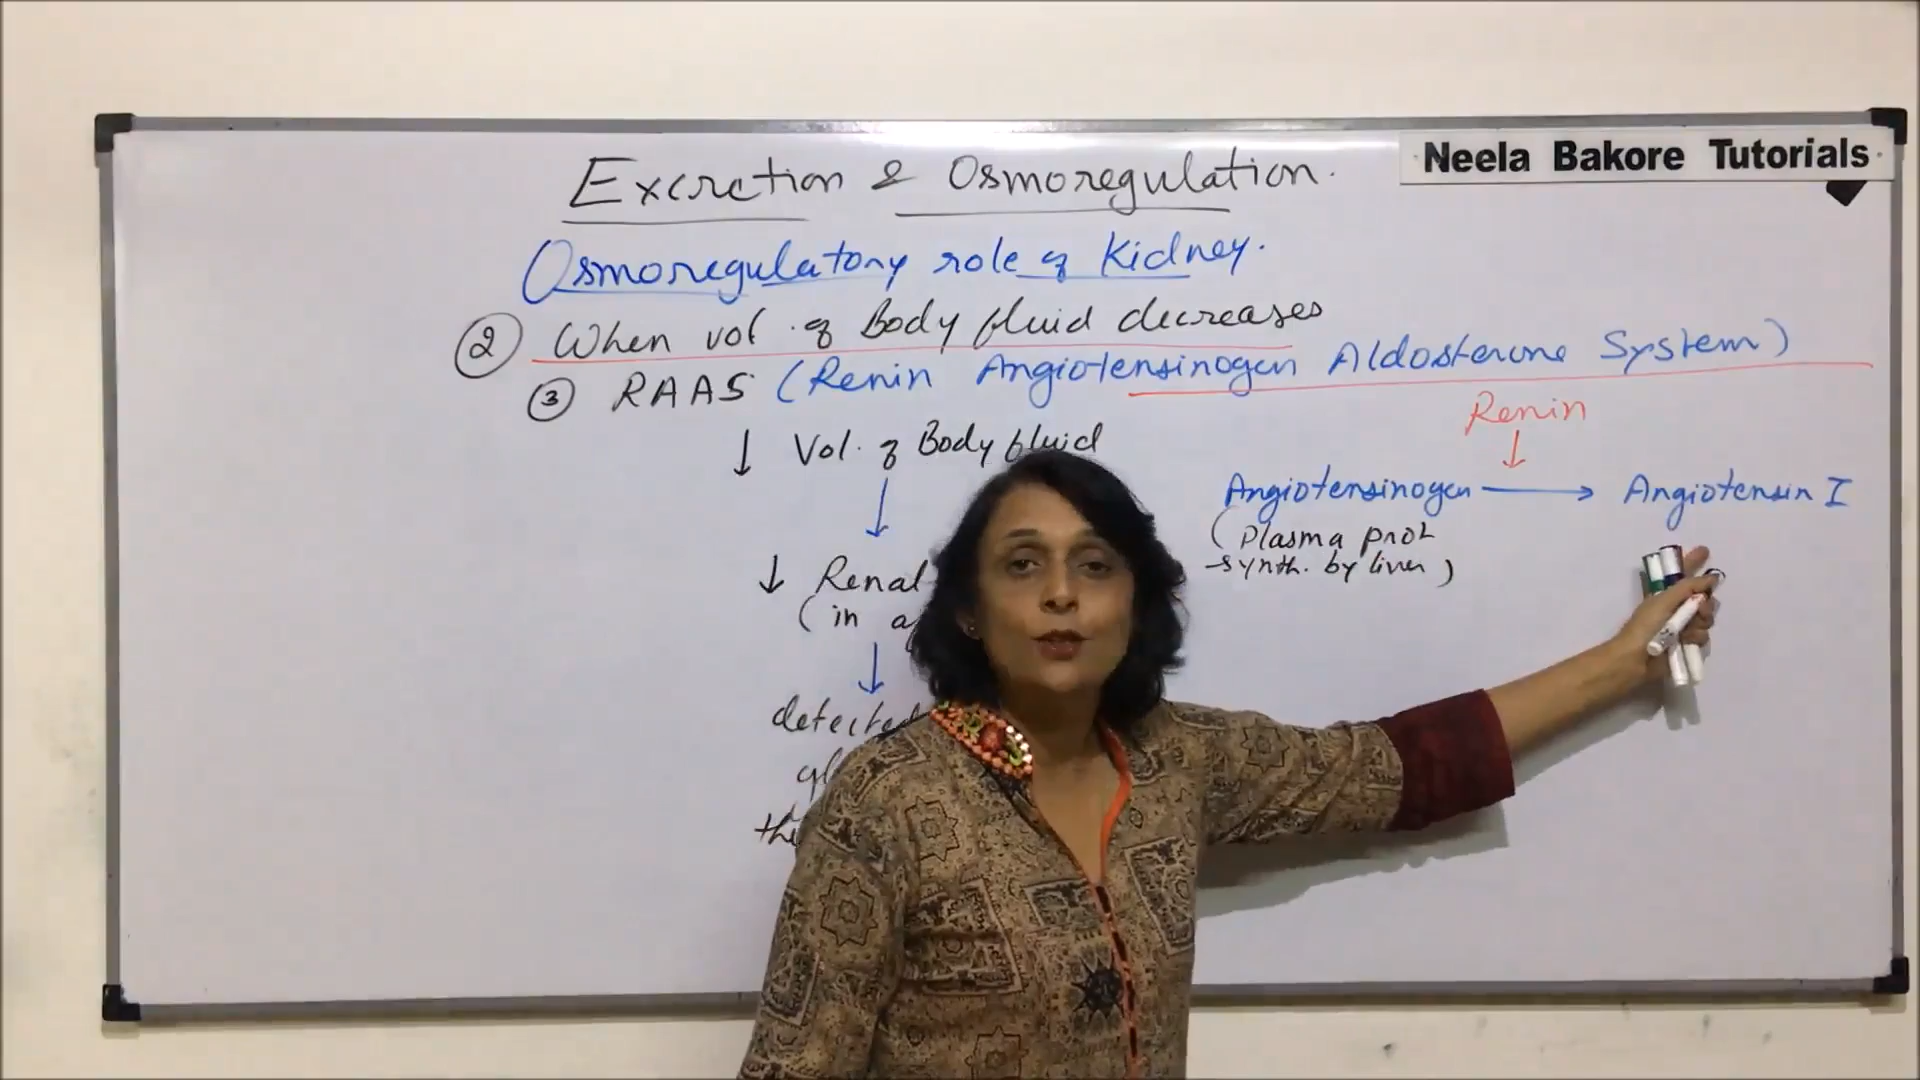 Neela Bakore Tutorials
Excretion & Osmoregulation.
Osmoregulatory role of Kidney.
② When vol. of Body fluid decreases
③ RAAS (Renin Angiotensinogen Aldosterone System)
↓ Vol. of Body fluid
↓ Renal
(in
detected
Renin
Angiotensinogen → Angiotensin I
(Plasma prot
synth. by liver)